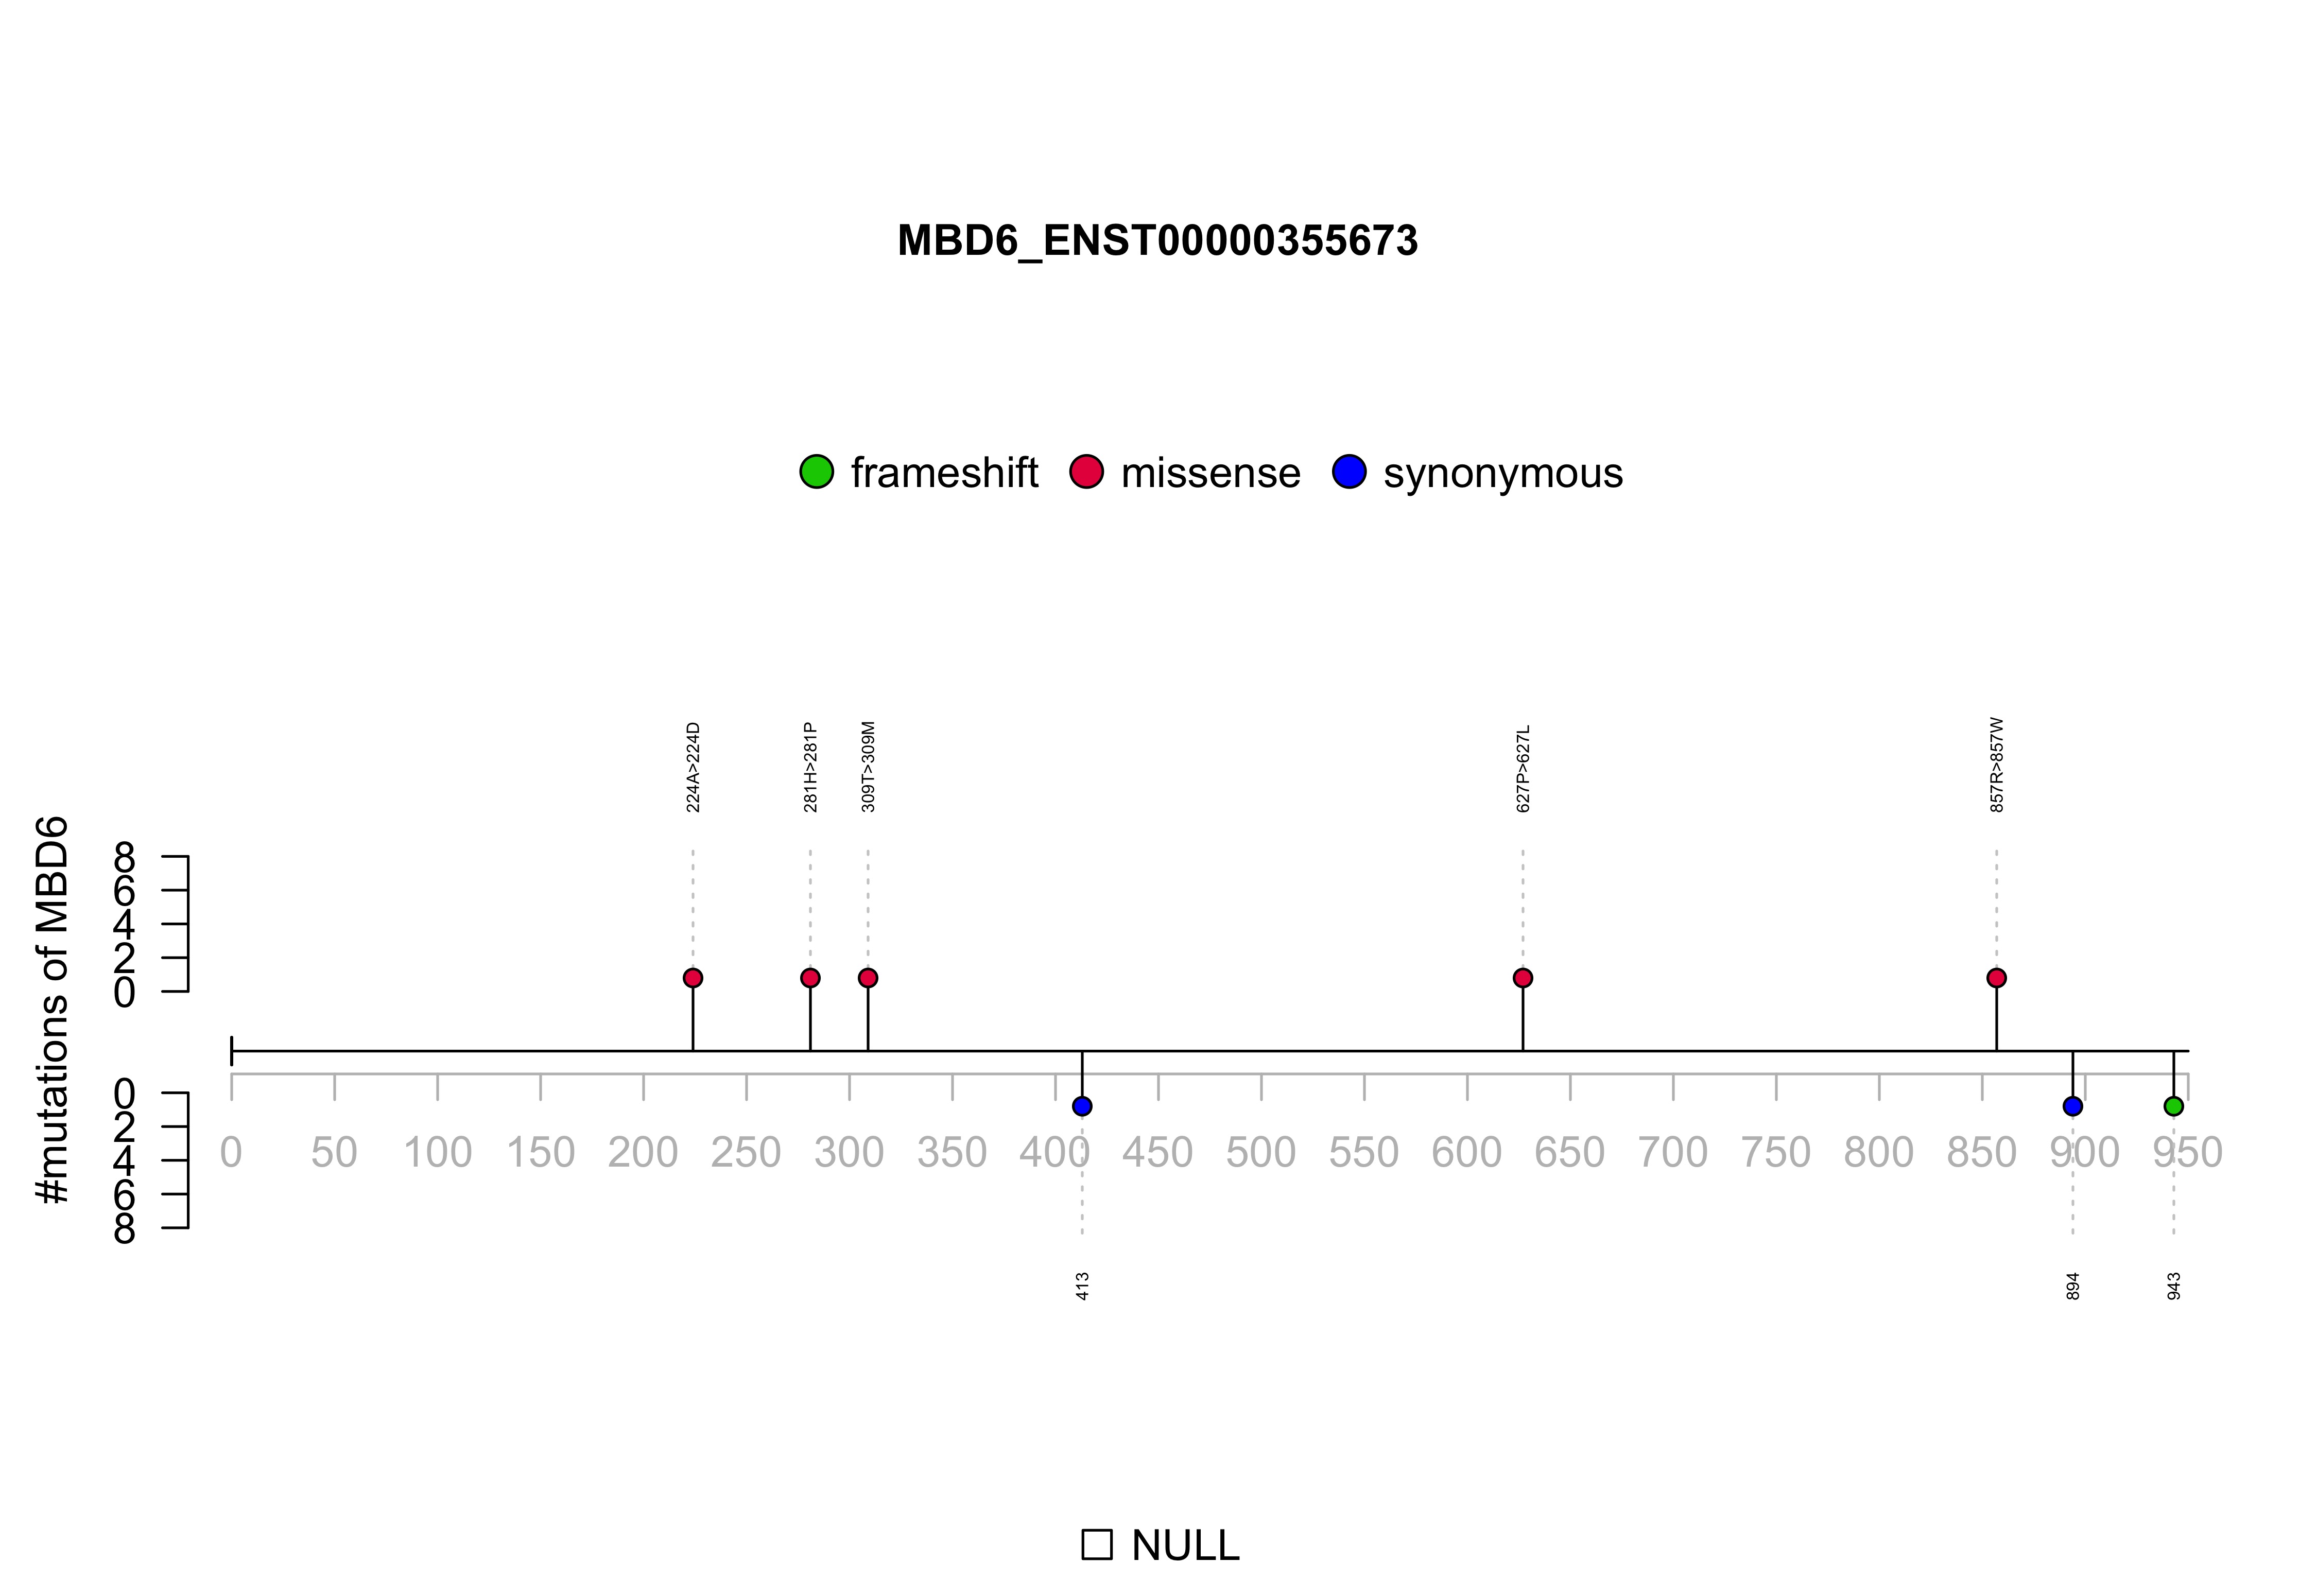 MBD6_ENST00000355673
frameshift missense synonymous
224A>224D 281H>281P 309T>309M 627P>627L 857R>857W
#mutations of MBD6
8
6
4
2
0
0
2
4
6
8
0 50 100 150 200 250 300 350 400 450 500 550 600 650 700 750 800 850 900 950
413 894 943
NULL